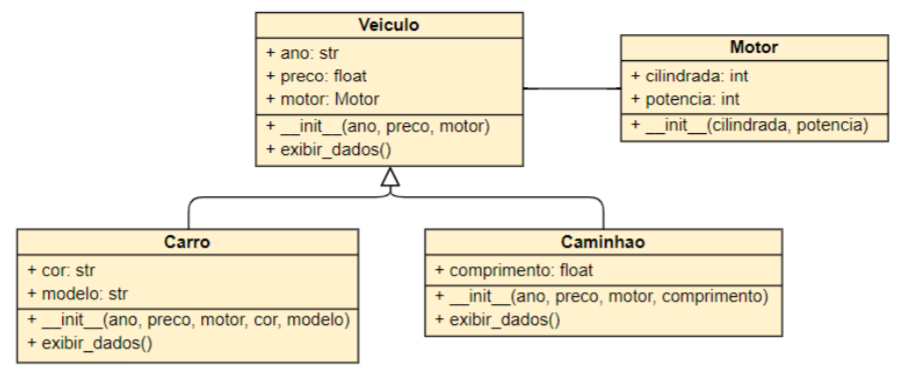 Veiculo
+ ano: str
+ preco: float
+ motor: Motor
+ __init__(ano, preco, motor)
+ exibir_dados()
Motor
+ cilindrada: int
+ potencia: int
+ __init__(cilindrada, potencia)
Carro
+ cor: str
+ modelo: str
+ __init__(ano, preco, motor, cor, modelo)
+ exibir_dados()
Caminhao
+ comprimento: float
+ __init__(ano, preco, motor, comprimento)
+ exibir_dados()